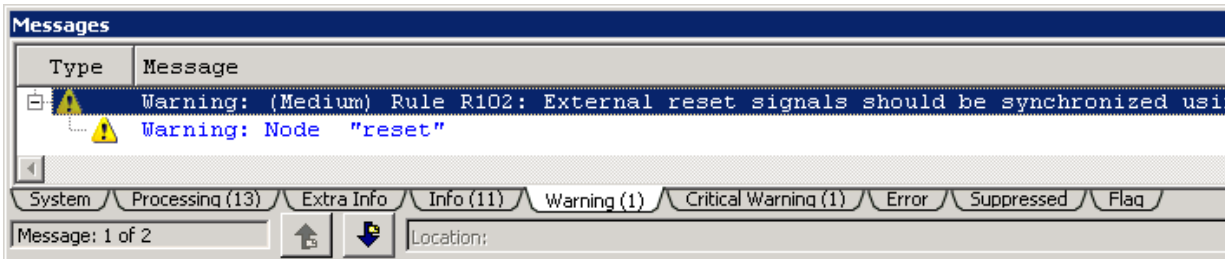 Messages
Type Message
Warning: (Medium) Rule R102: External reset signals should be synchronized usi
Warning: Node "reset"
System Processing (13) Extra Info Info (11) Warning (1) Critical Warning (1) Error Suppressed Flag
Message: 1 of 2 Location: